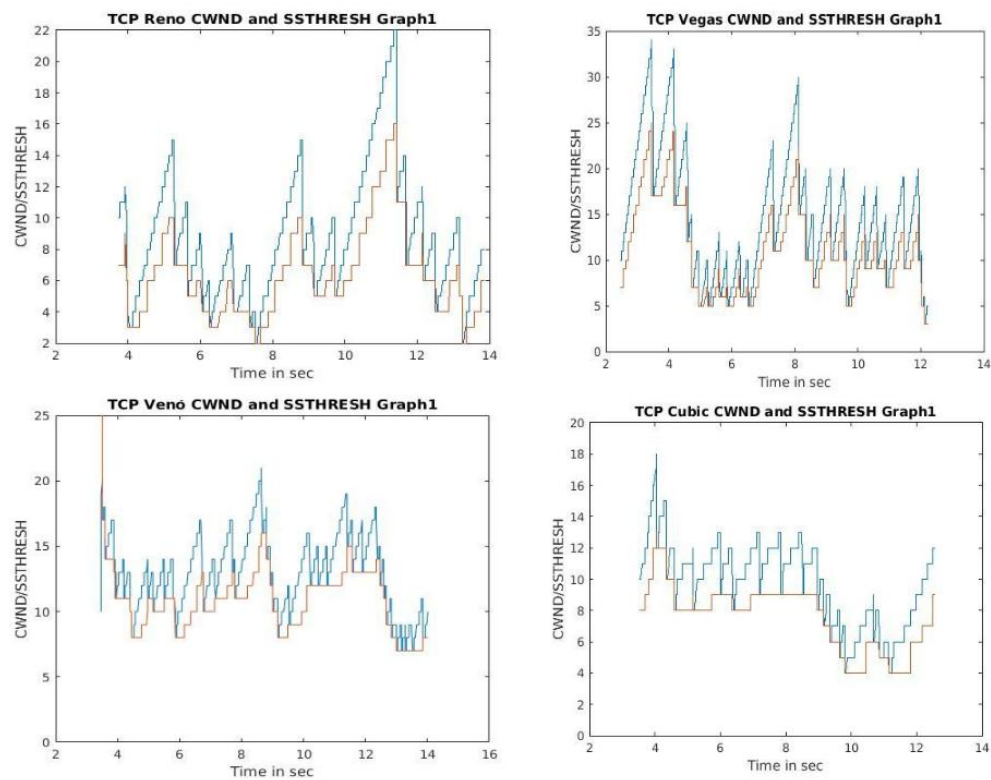 TCP Reno CWND and SSTHRESH Graph1
22
20
18
16
14
12
10
8
6
4
2
CWND/SSTHRESH
2 4 6 8 10 12 14
Time in sec
TCP Vegas CWND and SSTHRESH Graph1
35
30
25
20
15
10
5
0
CWND/SSTHRESH
2 4 6 8 10 12 14
Time in sec
TCP Venó CWND and SSTHRESH Graph1
25
20
15
10
5
0
CWND/SSTHRESH
2 4 6 8 10 12 14 16
Time in sec
TCP Cubic CWND and SSTHRESH Graph1
20
18
16
14
12
10
8
6
4
2
0
CWND/SSTHRESH
2 4 6 8 10 12 14
Time in sec